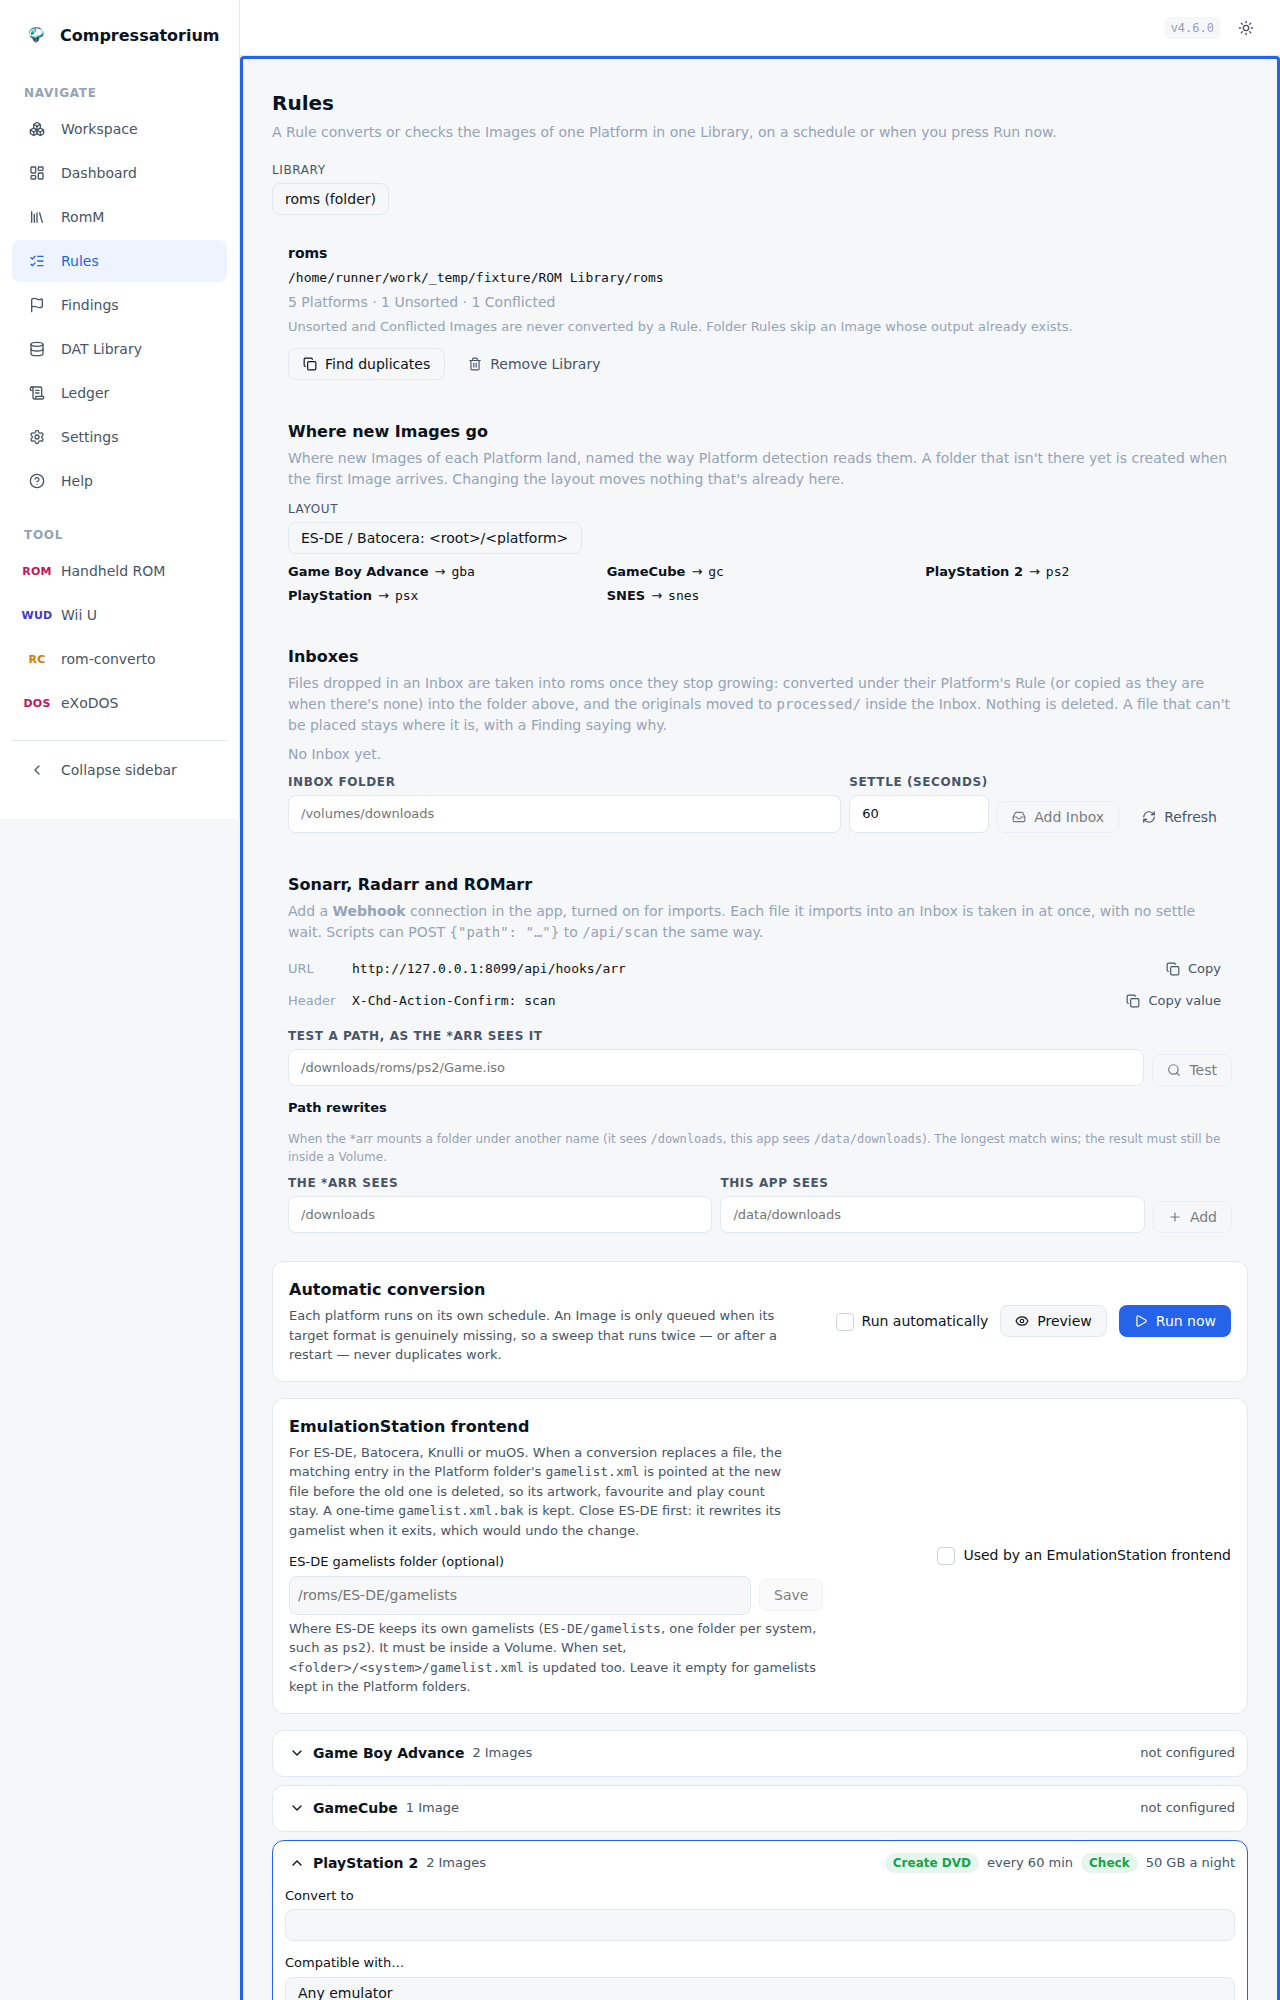 Compressatorium
v4.6.0
NAVIGATE
Workspace
Dashboard
RomM
Rules
Findings
DAT Library
Ledger
Settings
Help
TOOL
ROM Handheld ROM
WUD Wii U
RC rom-converto
DOS eXoDOS
Collapse sidebar
Rules
A Rule converts or checks the Images of one Platform in one Library, on a schedule or when you press Run now.
LIBRARY
roms (folder)
roms
/home/runner/work/_temp/fixture/ROM Library/roms
5 Platforms · 1 Unsorted · 1 Conflicted
Unsorted and Conflicted Images are never converted by a Rule. Folder Rules skip an Image whose output already exists.
Find duplicates Remove Library
Where new Images go
Where new Images of each Platform land, named the way Platform detection reads them. A folder that isn't there yet is created when
the first Image arrives. Changing the layout moves nothing that's already here.
LAYOUT
ES-DE / Batocera: <root>/<platform>
Game Boy Advance → gba GameCube → gc PlayStation 2 → ps2
PlayStation → psx SNES → snes
Inboxes
Files dropped in an Inbox are taken into roms once they stop growing: converted under their Platform's Rule (or copied as they are
when there's none) into the folder above, and the originals moved to processed/ inside the Inbox. Nothing is deleted. A file that can't
be placed stays where it is, with a Finding saying why.
No Inbox yet.
INBOX FOLDER SETTLE (SECONDS)
/volumes/downloads 60 Add Inbox Refresh
Sonarr, Radarr and ROMarr
Add a Webhook connection in the app, turned on for imports. Each file it imports into an Inbox is taken in at once, with no settle
wait. Scripts can POST {"path": "…"} to /api/scan the same way.
URL http://127.0.0.1:8099/api/hooks/arr Copy
Header X-Chd-Action-Confirm: scan Copy value
TEST A PATH, AS THE *ARR SEES IT
/downloads/roms/ps2/Game.iso Test
Path rewrites
When the *arr mounts a folder under another name (it sees /downloads, this app sees /data/downloads). The longest match wins; the result must still be
inside a Volume.
THE *ARR SEES THIS APP SEES
/downloads /data/downloads Add
Automatic conversion
Each platform runs on its own schedule. An Image is only queued when its
target format is genuinely missing, so a sweep that runs twice — or after a
restart — never duplicates work.
Run automatically Preview Run now
EmulationStation frontend
For ES-DE, Batocera, Knulli or muOS. When a conversion replaces a file, the
matching entry in the Platform folder's gamelist.xml is pointed at the new
file before the old one is deleted, so its artwork, favourite and play count
stay. A one-time gamelist.xml.bak is kept. Close ES-DE first: it rewrites its
gamelist when it exits, which would undo the change.
Used by an EmulationStation frontend
ES-DE gamelists folder (optional)
/roms/ES-DE/gamelists Save
Where ES-DE keeps its own gamelists (ES-DE/gamelists, one folder per system,
such as ps2). It must be inside a Volume. When set,
<folder>/<system>/gamelist.xml is updated too. Leave it empty for gamelists
kept in the Platform folders.
Game Boy Advance 2 Images not configured
GameCube 1 Image not configured
PlayStation 2 2 Images Create DVD every 60 min Check 50 GB a night
Convert to
Compatible with…
Any emulator